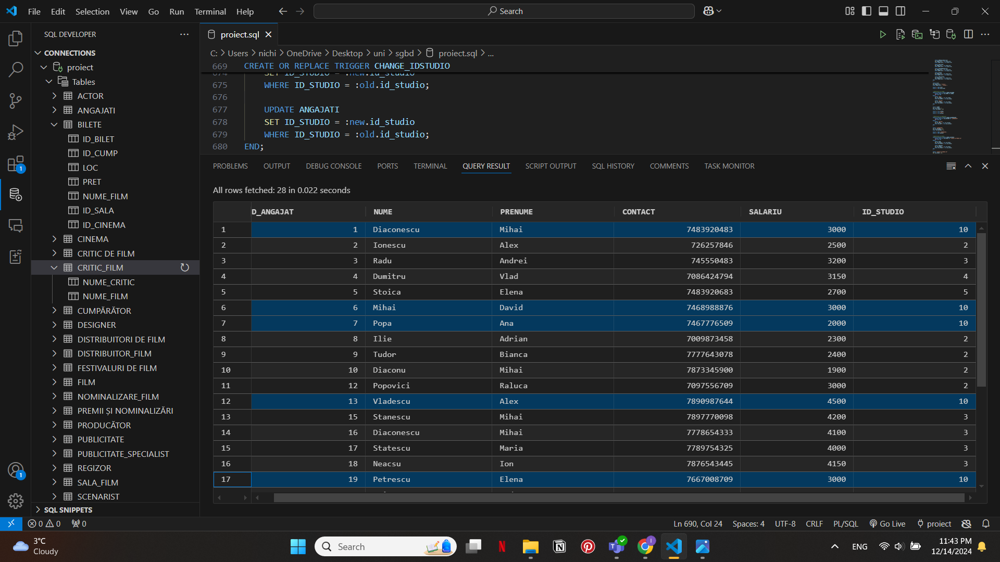 File Edit Selection View Go Run Terminal Help Search
SQL DEVELOPER
CONNECTIONS
proiect
Tables
ACTOR
ANGAJATI
BILETE
ID_BILET
ID_CUMP
LOC
PRET
NUME_FILM
ID_SALA
ID_CINEMA
CINEMA
CRITIC DE FILM
CRITIC_FILM
NUME_CRITIC
NUME_FILM
CUMPĂRĂTOR
DESIGNER
DISTRIBUITORI DE FILM
DISTRIBUITOR_FILM
FESTIVALURI DE FILM
FILM
NOMINALIZARE_FILM
PREMII ȘI NOMINALIZĂRI
PRODUCĂTOR
PUBLICITATE
PUBLICITATE_SPECIALIST
REGIZOR
SALA_FILM
SCENARIST
SQL SNIPPETS
proiect.sql
C: > Users > nichi > OneDrive > Desktop > uni > sgbd > proiect.sql > ...
669 CREATE OR REPLACE TRIGGER CHANGE_IDSTUDIO
674 SET ID_STUDIO = :new.id_studio
675 WHERE ID_STUDIO = :old.id_studio;
676
677 UPDATE ANGAJATI
678 SET ID_STUDIO = :new.id_studio
679 WHERE ID_STUDIO = :old.id_studio;
680 END;
PROBLEMS OUTPUT DEBUG CONSOLE PORTS TERMINAL QUERY RESULT SCRIPT OUTPUT SQL HISTORY COMMENTS TASK MONITOR
All rows fetched: 28 in 0.022 seconds
D_ANGAJAT NUME PRENUME CONTACT SALARIU ID_STUDIO
1 1 Diaconescu Mihai 7483920483 3000 10
2 2 Ionescu Alex 726257846 2500 2
3 3 Radu Andrei 745550483 3200 3
4 4 Dumitru Vlad 7086424794 3150 4
5 5 Stoica Elena 7483920683 2700 5
6 6 Mihai David 7468988876 3000 10
7 7 Popa Ana 7467776509 2000 10
8 8 Ilie Adrian 7009873458 2300 2
9 9 Tudor Bianca 7777643078 2400 2
10 10 Diaconu Mihai 7873345900 1900 2
11 12 Popovici Raluca 7097556709 3000 2
12 13 Vladescu Alex 7890987644 4500 10
13 15 Stanescu Mihai 7897770098 4200 3
14 16 Diaconescu Mihai 7778654333 4100 3
15 17 Statescu Maria 7789754325 4000 3
16 18 Neacsu Ion 7876543445 4150 3
17 19 Petrescu Elena 7667008709 3000 10
0 0 0 Ln 690, Col 24 Spaces: 4 UTF-8 CRLF PL/SQL Go Live proiect
1
1
3°C
Cloudy
Search
N
ENG
11:43 PM
12/14/2024